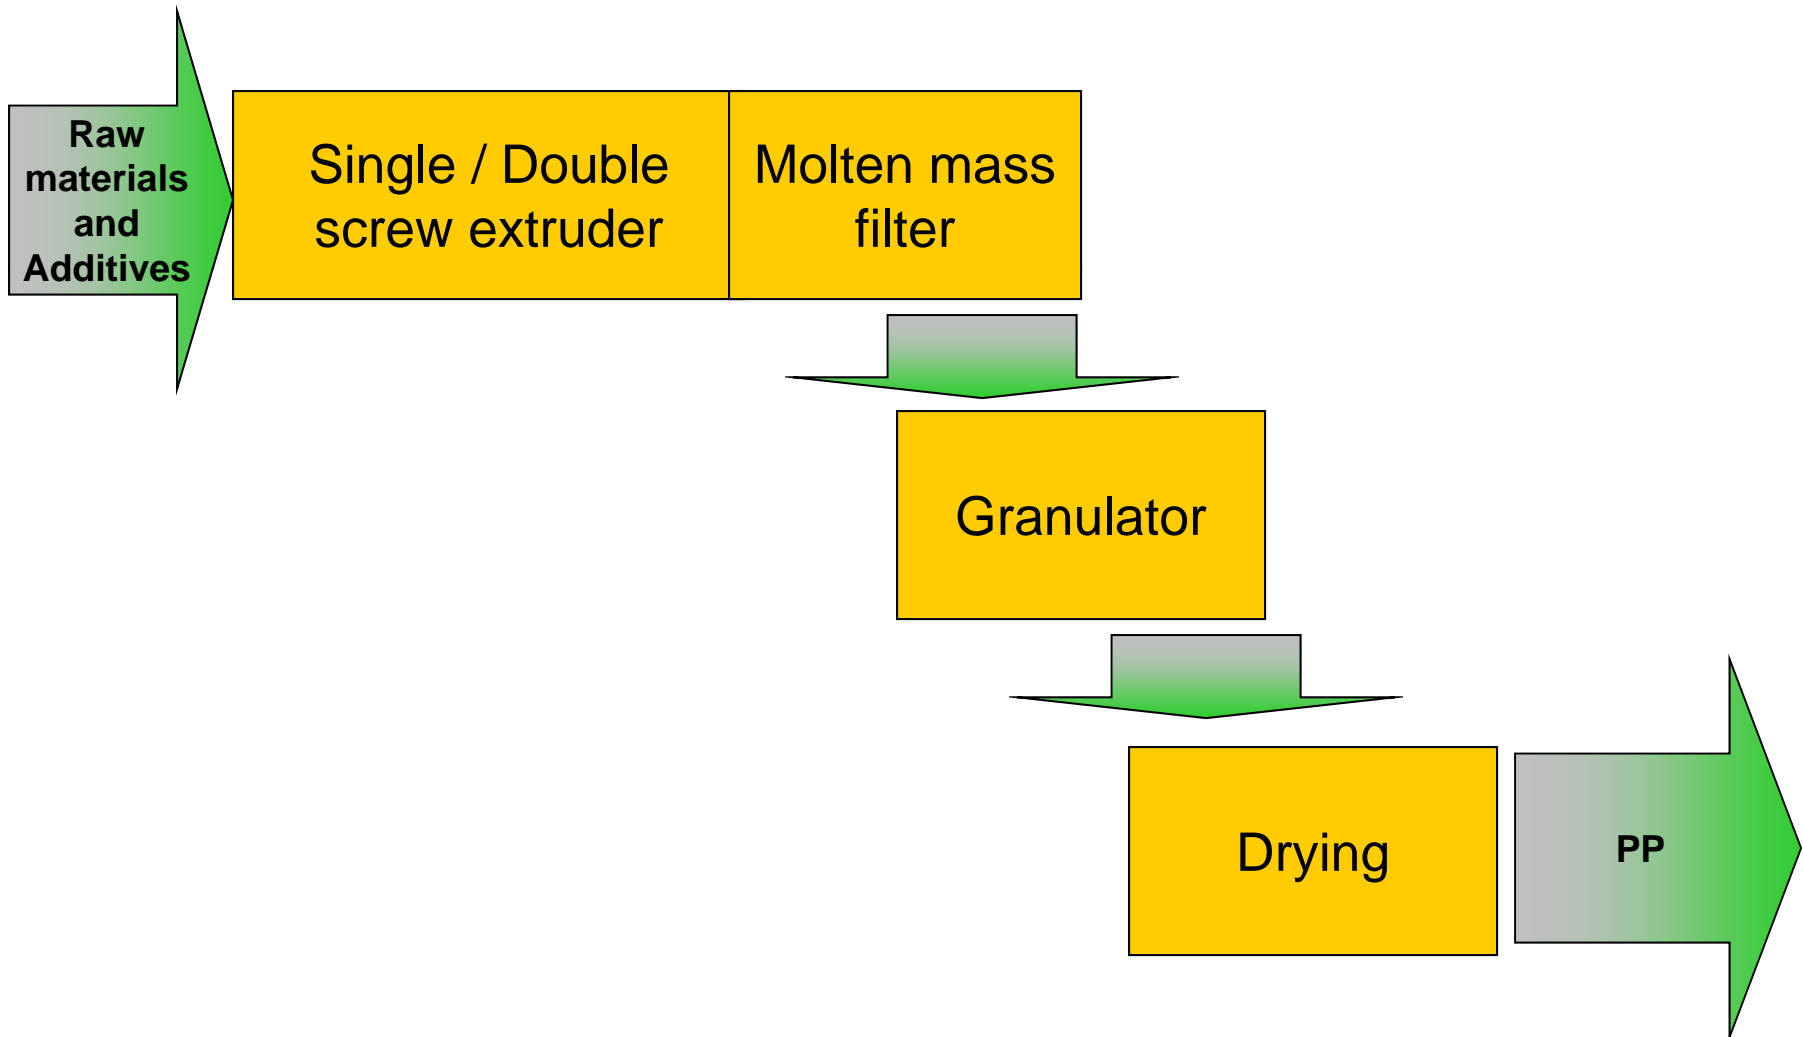 Raw
materials
and
Additives
Single / Double
screw extruder
Molten mass
filter
Granulator
Drying
PP